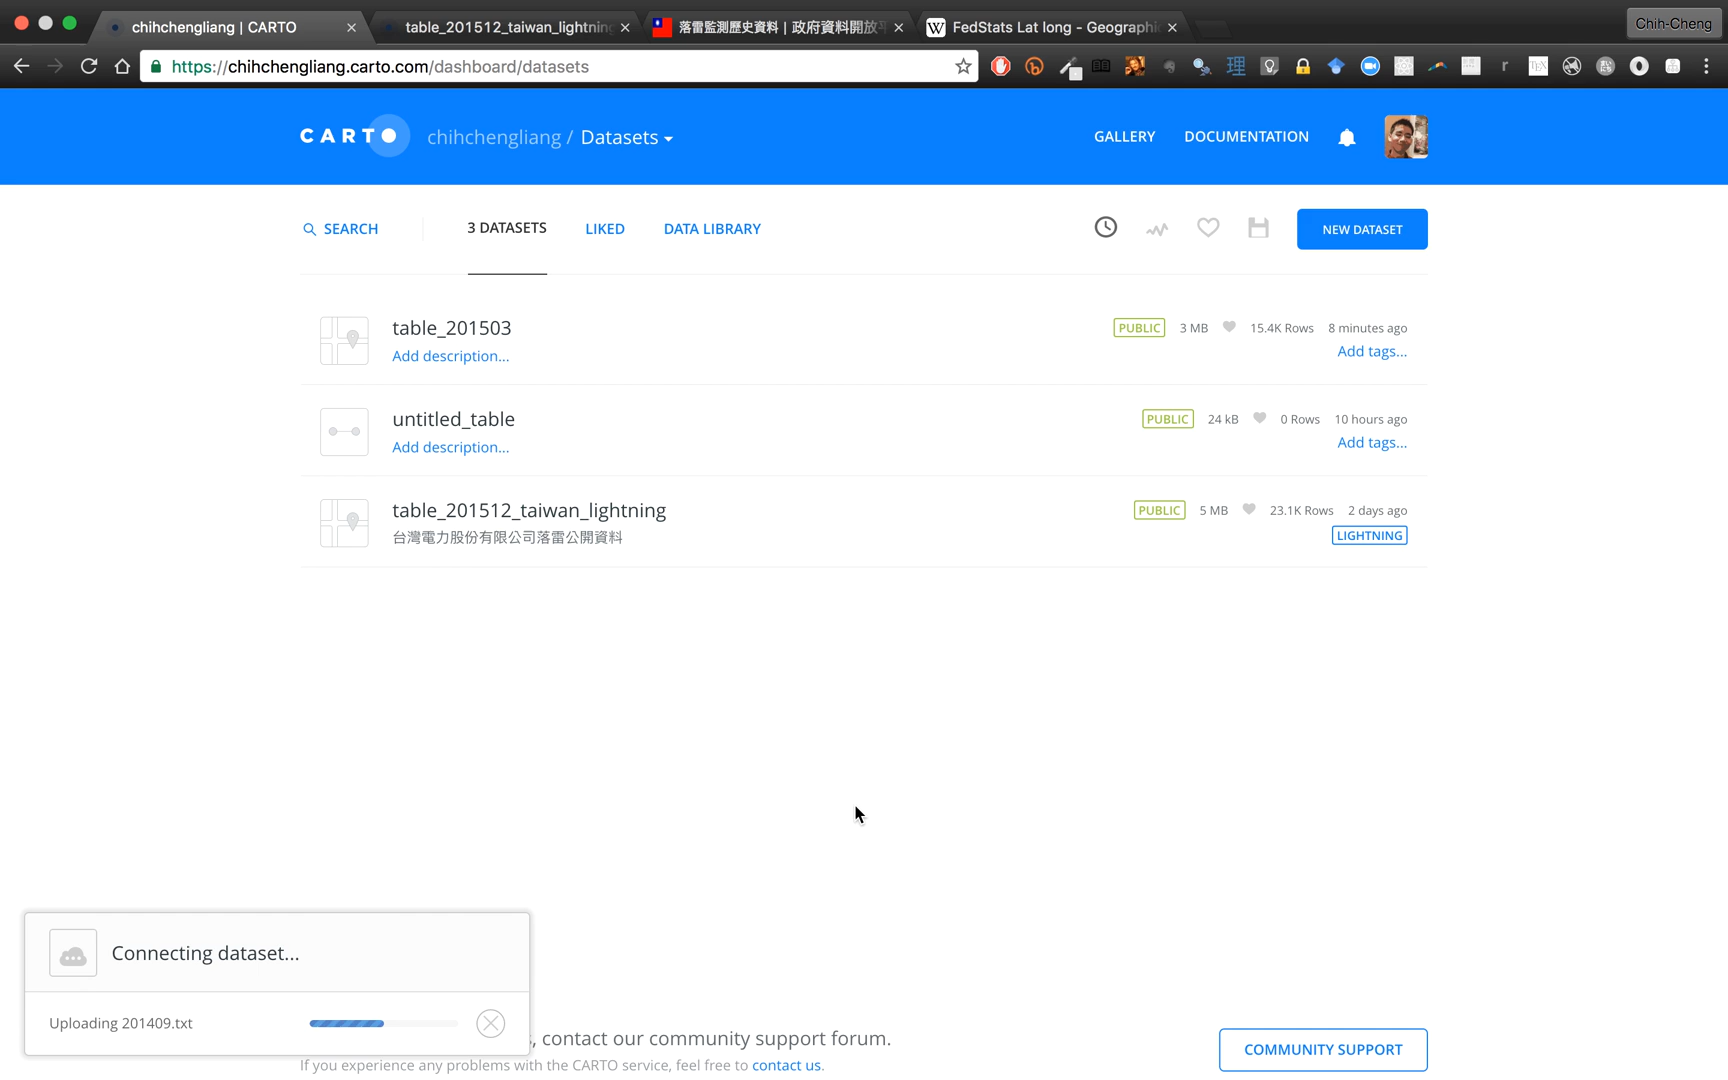 chihchengliang | CARTO
table_201512_taiwan_lightning
落雷監測歷史資料 | 政府資料開放
FedStats Lat long - Geographi
Chih-Cheng
https://chihchengliang.carto.com/dashboard/datasets
CARTO
chihchengliang / Datasets
GALLERY
DOCUMENTATION
SEARCH
3 DATASETS
LIKED
DATA LIBRARY
NEW DATASET
table_201503
PUBLIC 3 MB 15.4K Rows 8 minutes ago
Add description...
Add tags...
untitled_table
PUBLIC 24 kB 0 Rows 10 hours ago
Add description...
Add tags...
table_201512_taiwan_lightning
PUBLIC 5 MB 23.1K Rows 2 days ago
台灣電力股份有限公司落雷公開資料
LIGHTNING
Connecting dataset...
Uploading 201409.txt
, contact our community support forum.
If you experience any problems with the CARTO service, feel free to contact us.
COMMUNITY SUPPORT